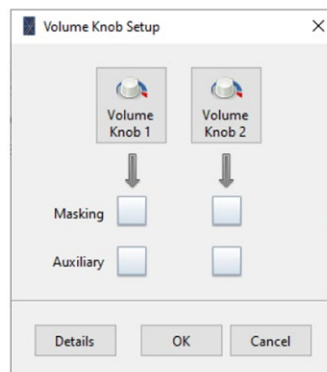 Volume Knob Setup
Volume
Knob 1
Volume
Knob 2
Masking
Auxiliary
Details
OK
Cancel